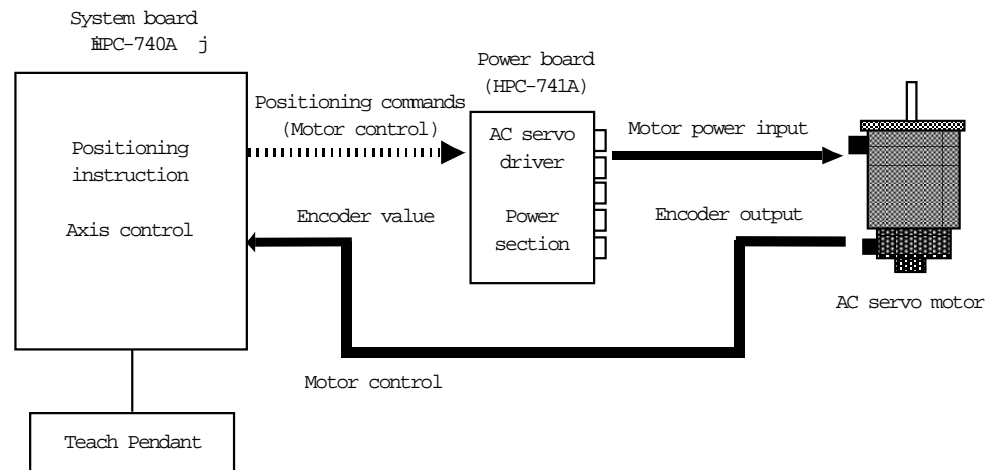 System board
HPC-740A j
Power board
(HPC-741A)
Positioning commands
(Motor control)
Positioning
instruction
Axis control
AC servo
driver
Power
section
Motor power input
Encoder value
Encoder output
AC servo motor
Motor control
Teach Pendant